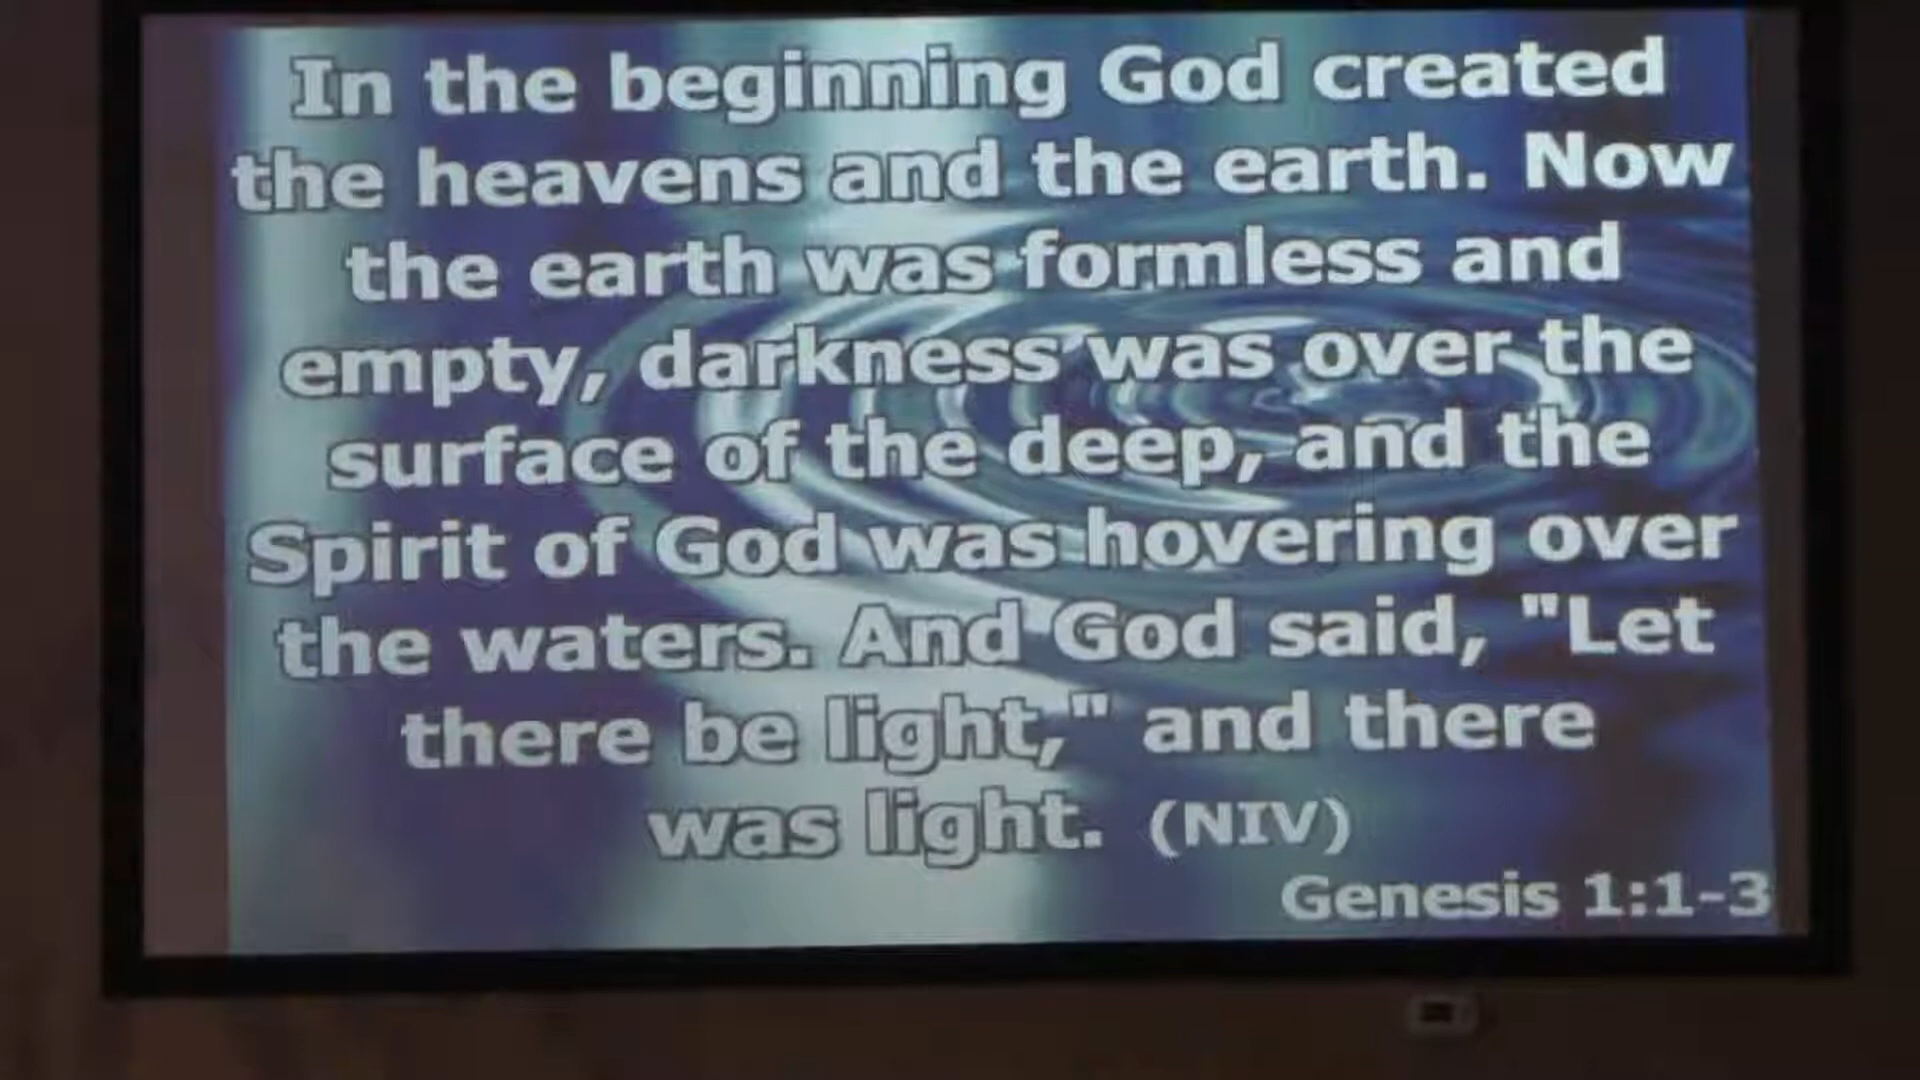 In the beginning God created
the heavens and the earth. Now
the earth was formless and
empty, darkness was over the
surface of the deep, and the
Spirit of God was hovering over
the waters. And God said, "Let
there be light," and there
was light. (NIV)
Genesis 1:1-3